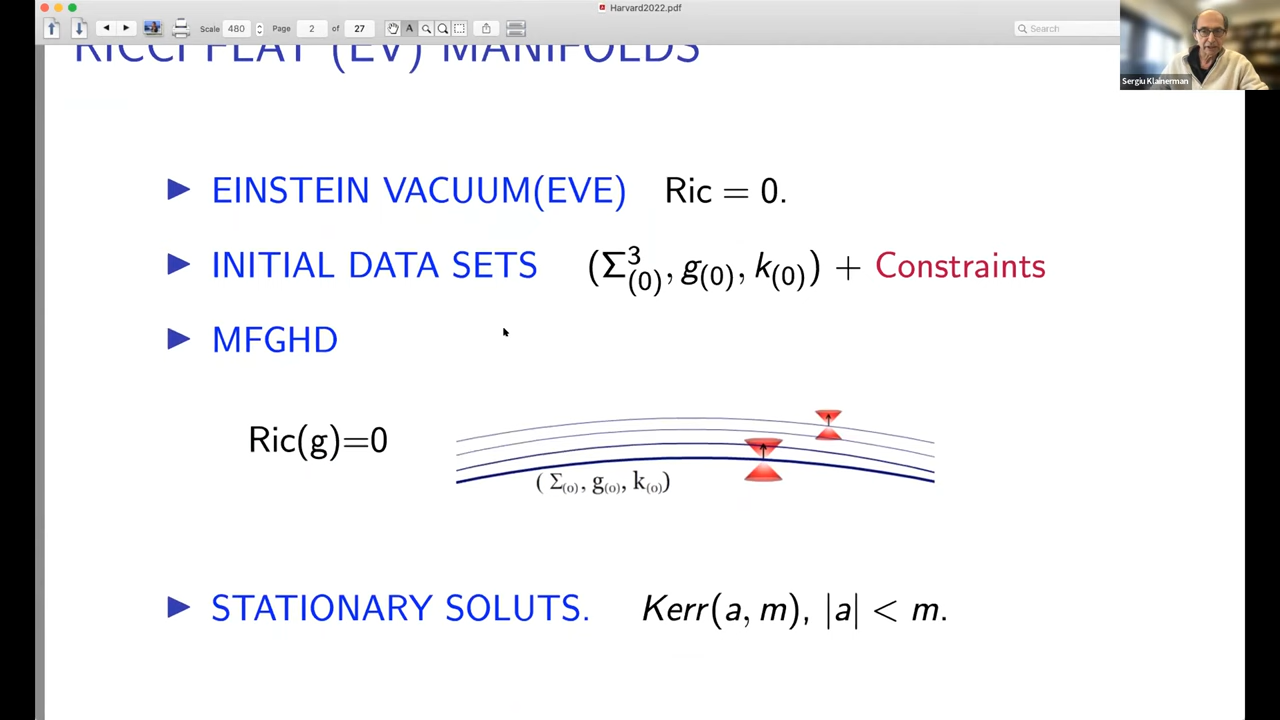 Harvard2022.pdf
Scale 480 Page 2 of 27 Search
Sergiu Klainerman
RICCI FLAT (EV) MANIFOLDS
EINSTEIN VACUUM(EVE) Ric = 0.
INITIAL DATA SETS (Σ³₍₀₎, g₍₀₎, k₍₀₎) + Constraints
MFGHD
Ric(g)=0
( Σ₍₀₎, g₍₀₎, k₍₀₎)
STATIONARY SOLUTS. Kerr(a, m), |a| < m.